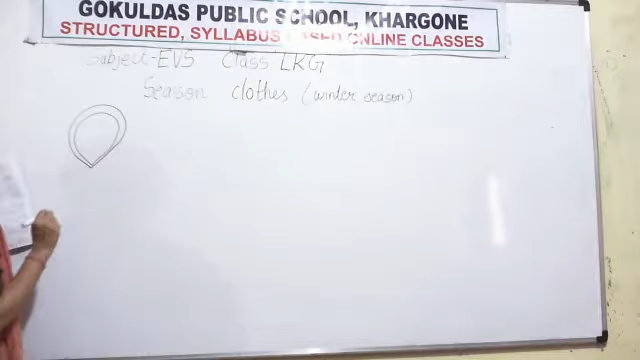 GOKULDAS PUBLIC SCHOOL, KHARGONE
STRUCTURED, SYLLABUS BASED ONLINE CLASSES
Subject-EVS Class-LKG
Season clothes (winter season)